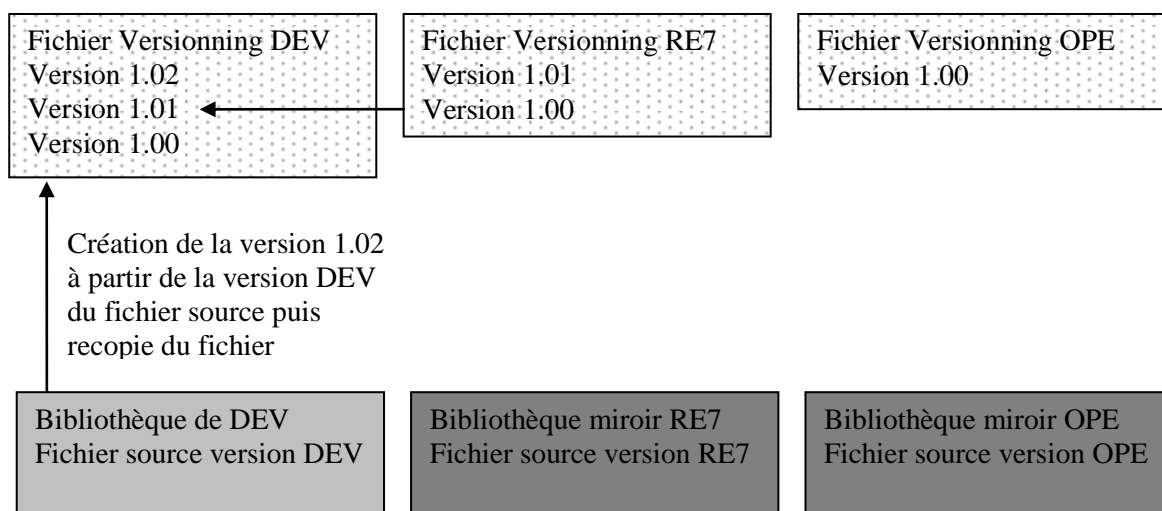 Fichier Versionning DEV
Version 1.02
Version 1.01
Version 1.00
Fichier Versionning RE7
Version 1.01
Version 1.00
Fichier Versionning OPE
Version 1.00
Création de la version 1.02
à partir de la version DEV
du fichier source puis
recopie du fichier
Bibliothèque de DEV
Fichier source version DEV
Bibliothèque miroir RE7
Fichier source version RE7
Bibliothèque miroir OPE
Fichier source version OPE